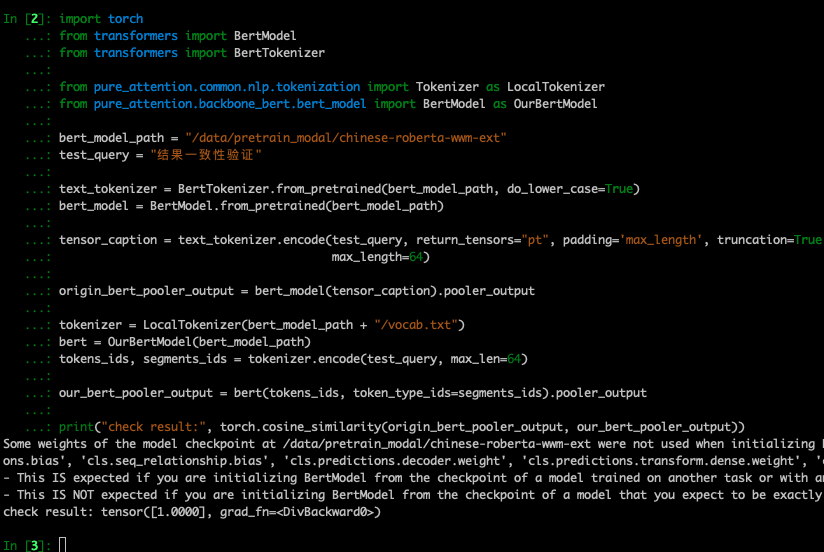 In [2]: import torch
   ...: from transformers import BertModel
   ...: from transformers import BertTokenizer
   ...:
   ...: from pure_attention.common.nlp.tokenization import Tokenizer as LocalTokenizer
   ...: from pure_attention.backbone_bert.bert_model import BertModel as OurBertModel
   ...:
   ...: bert_model_path = "/data/pretrain_modal/chinese-roberta-wwm-ext"
   ...: test_query = "结果一致性验证"
   ...:
   ...: text_tokenizer = BertTokenizer.from_pretrained(bert_model_path, do_lower_case=True)
   ...: bert_model = BertModel.from_pretrained(bert_model_path)
   ...:
   ...: tensor_caption = text_tokenizer.encode(test_query, return_tensors="pt", padding='max_length', truncation=True
   ...:                                        max_length=64)
   ...:
   ...: origin_bert_pooler_output = bert_model(tensor_caption).pooler_output
   ...:
   ...: tokenizer = LocalTokenizer(bert_model_path + "/vocab.txt")
   ...: bert = OurBertModel(bert_model_path)
   ...: tokens_ids, segments_ids = tokenizer.encode(test_query, max_len=64)
   ...:
   ...: our_bert_pooler_output = bert(tokens_ids, token_type_ids=segments_ids).pooler_output
   ...:
   ...: print("check result:", torch.cosine_similarity(origin_bert_pooler_output, our_bert_pooler_output))
Some weights of the model checkpoint at /data/pretrain_modal/chinese-roberta-wwm-ext were not used when initializing
ons.bias', 'cls.seq_relationship.bias', 'cls.predictions.decoder.weight', 'cls.predictions.transform.dense.weight', '
- This IS expected if you are initializing BertModel from the checkpoint of a model trained on another task or with
- This IS NOT expected if you are initializing BertModel from the checkpoint of a model that you expect to be exactly
check result: tensor([1.0000], grad_fn=<DivBackward0>)
In [3]: